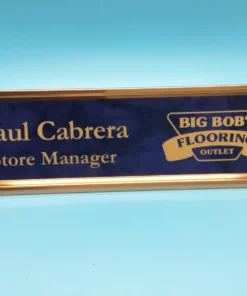 aul Cabrera
tore Manager
BIG BOB'S
FLOORING
OUTLET